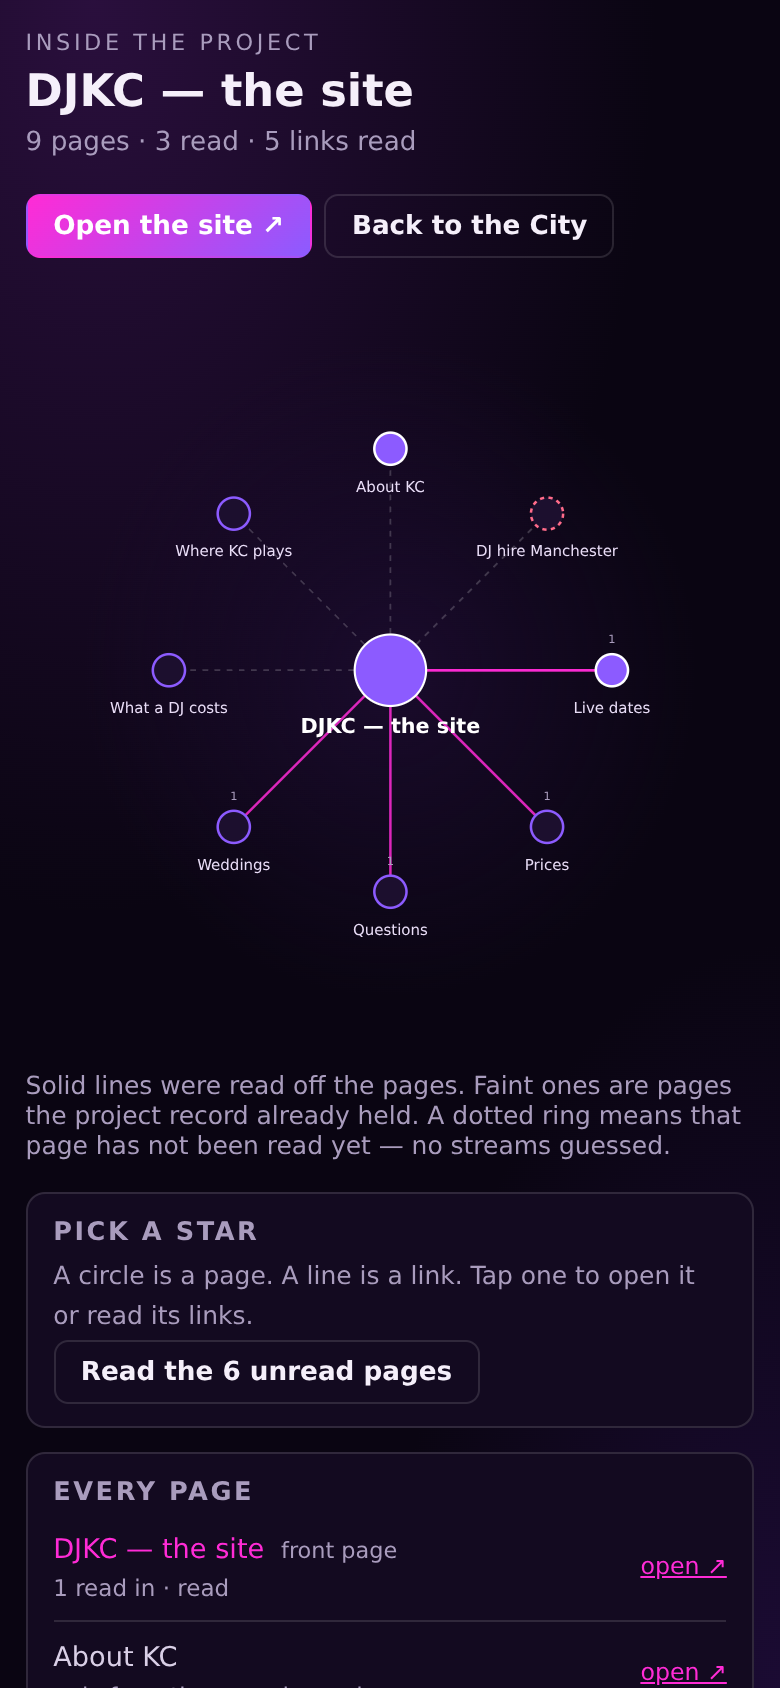 INSIDE THE PROJECT
DJKC — the site
9 pages · 3 read · 5 links read
Open the site ↗
Back to the City
About KC
Where KC plays
DJ hire Manchester
1
What a DJ costs
Live dates
DJKC — the site
1
1
Weddings
Prices
1
Questions
Solid lines were read off the pages. Faint ones are pages
the project record already held. A dotted ring means that
page has not been read yet — no streams guessed.
PICK A STAR
A circle is a page. A line is a link. Tap one to open it
or read its links.
Read the 6 unread pages
EVERY PAGE
DJKC — the site front page
open ↗
1 read in · read
About KC
open ↗